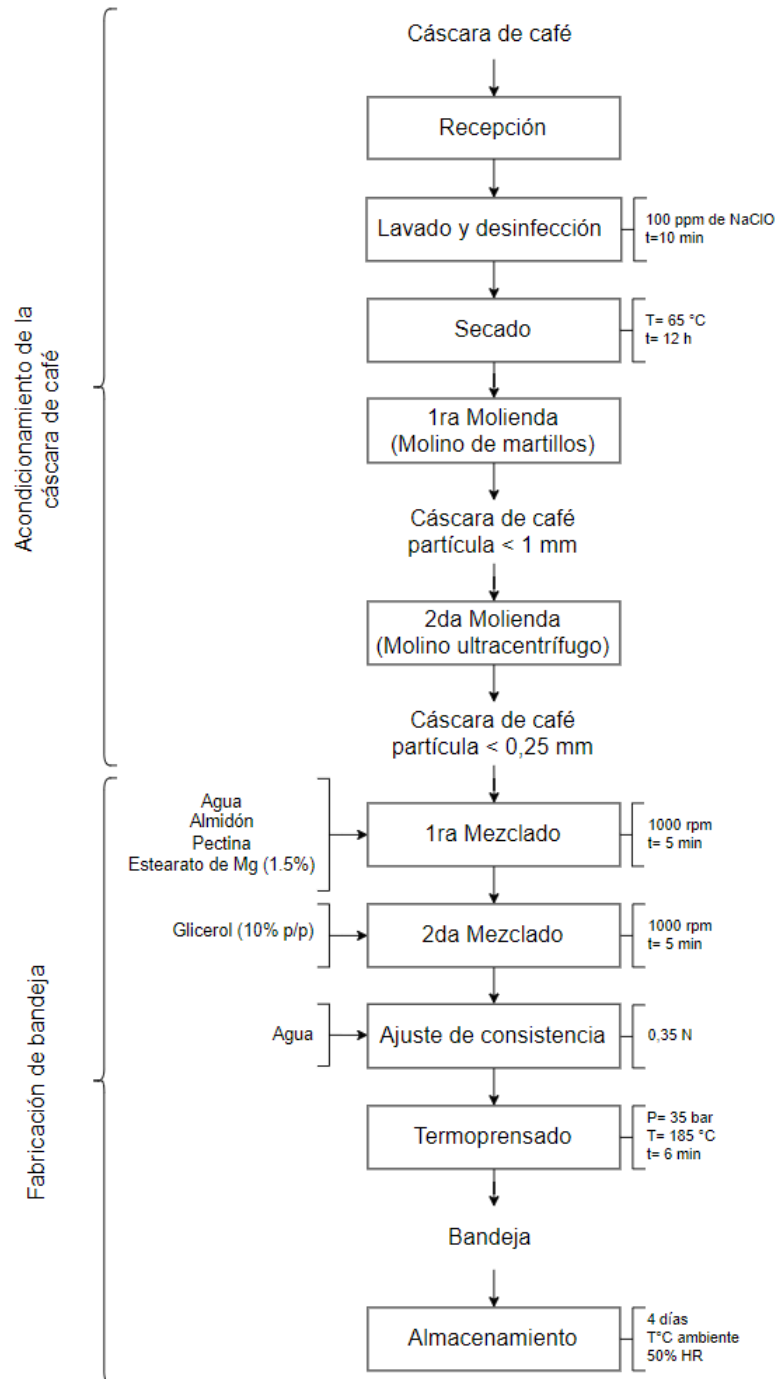 Cáscara de café
Recepción
Lavado y desinfección
100 ppm de NaClO
t=10 min
Secado
T= 65 °C
t= 12 h
Acondicionamiento de la
cáscara de café
1ra Molienda
(Molino de martillos)
Cáscara de café
partícula < 1 mm
2da Molienda
(Molino ultracentrífugo)
Cáscara de café
partícula < 0,25 mm
Agua
Almidón
Pectina
Estearato de Mg (1.5%)
1ra Mezclado
1000 rpm
t= 5 min
Glicerol (10% p/p)
2da Mezclado
1000 rpm
t= 5 min
Agua
Ajuste de consistencia
0,35 N
Fabricación de bandeja
Termoprensado
P= 35 bar
T= 185 °C
t= 6 min
Bandeja
Almacenamiento
4 días
T°C ambiente
50% HR